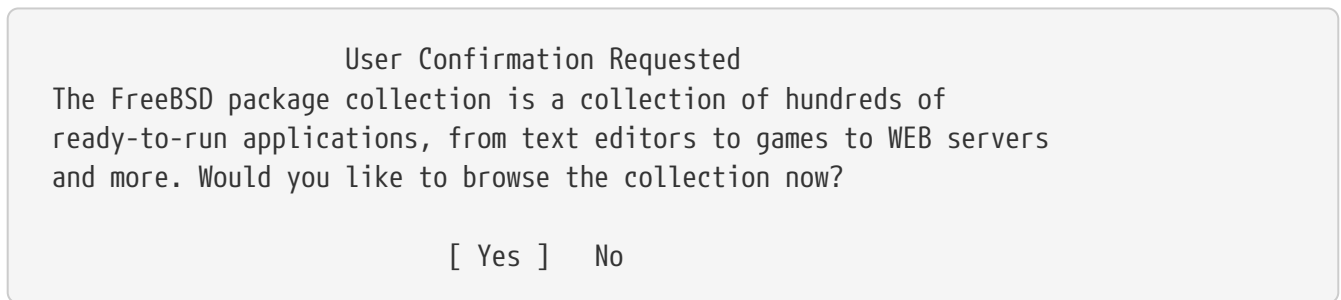 User Confirmation Requested
The FreeBSD package collection is a collection of hundreds of
ready-to-run applications, from text editors to games to WEB servers
and more. Would you like to browse the collection now?
[ Yes ]   No